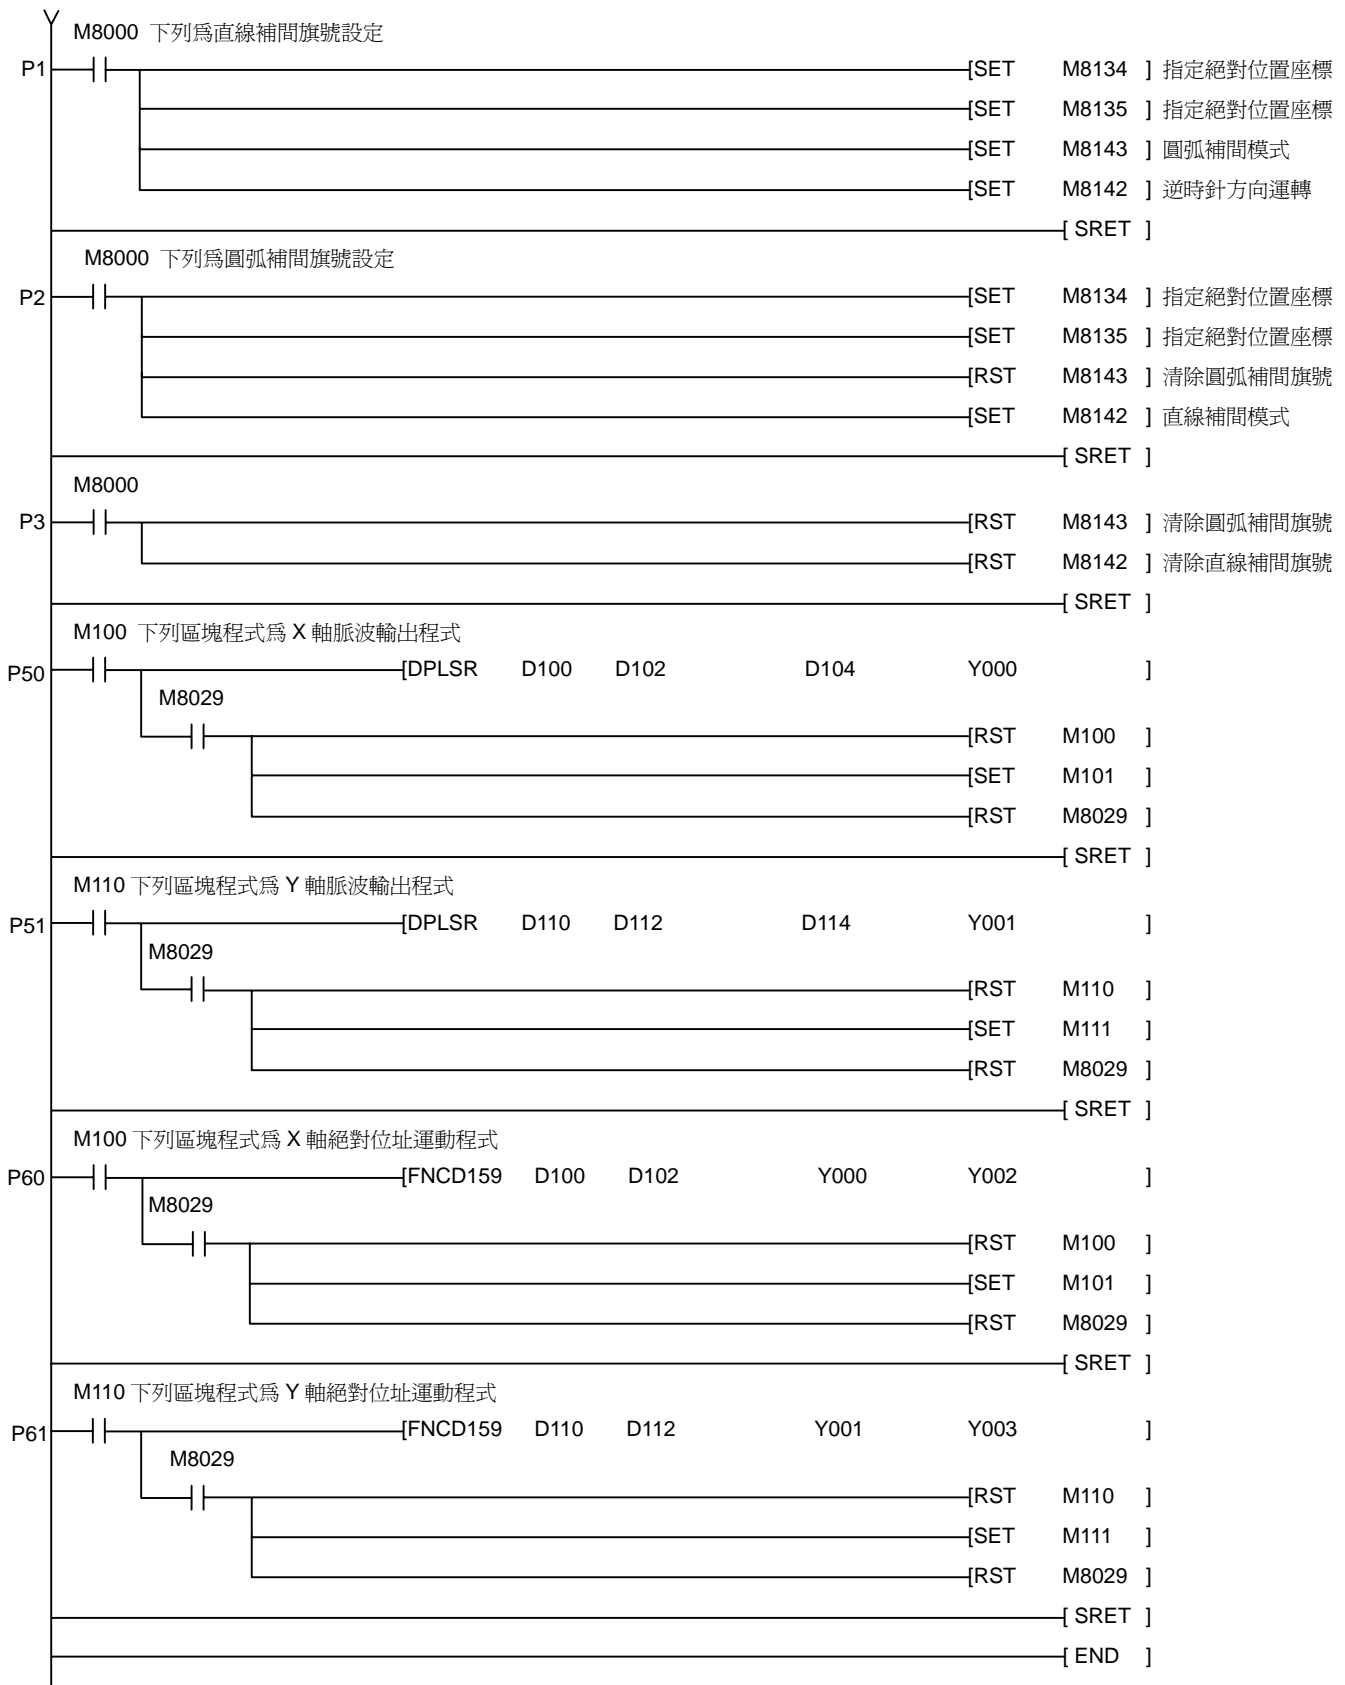 M8000 下列為直線補間旗號設定
P1 [SET M8134 ] 指定絕對位置座標
[SET M8135 ] 指定絕對位置座標
[SET M8143 ] 圓弧補間模式
[SET M8142 ] 逆時針方向運轉
[ SRET ]
M8000 下列為圓弧補間旗號設定
P2 [SET M8134 ] 指定絕對位置座標
[SET M8135 ] 指定絕對位置座標
[RST M8143 ] 清除圓弧補間旗號
[SET M8142 ] 直線補間模式
[ SRET ]
M8000
P3 [RST M8143 ] 清除圓弧補間旗號
[RST M8142 ] 清除直線補間旗號
[ SRET ]
M100 下列區塊程式為 X 軸脈波輸出程式
P50 [DPLSR D100 D102 D104 Y000 ]
M8029
[RST M100 ]
[SET M101 ]
[RST M8029 ]
[ SRET ]
M110 下列區塊程式為 Y 軸脈波輸出程式
P51 [DPLSR D110 D112 D114 Y001 ]
M8029
[RST M110 ]
[SET M111 ]
[RST M8029 ]
[ SRET ]
M100 下列區塊程式為 X 軸絕對位址運動程式
P60 [FNCD159 D100 D102 Y000 Y002 ]
M8029
[RST M100 ]
[SET M101 ]
[RST M8029 ]
[ SRET ]
M110 下列區塊程式為 Y 軸絕對位址運動程式
P61 [FNCD159 D110 D112 Y001 Y003 ]
M8029
[RST M110 ]
[SET M111 ]
[RST M8029 ]
[ SRET ]
[ END ]